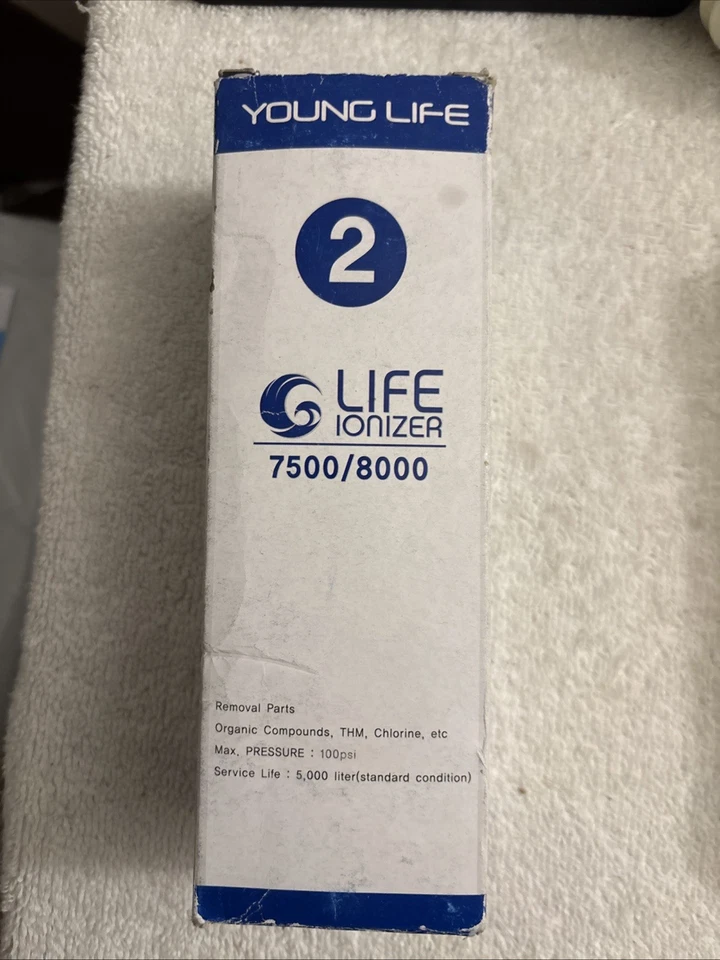 YOUNG LIFE
2
LIFE
IONIZER
7500/8000
Removal Parts
Organic Compounds, THM, Chlorine, etc
Max, PRESSURE : 100psi
Service Life : 5,000 liter(standard condition)